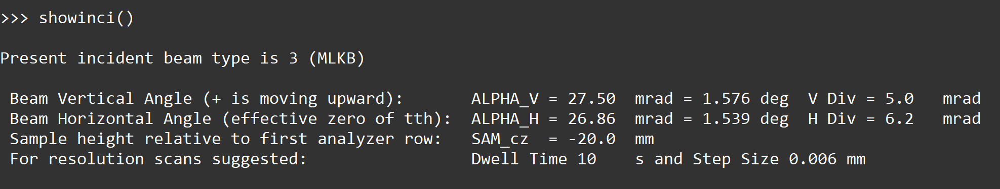 >>> showinci()
Present incident beam type is 3 (MLKB)
Beam Vertical Angle (+ is moving upward): ALPHA_V = 27.50 mrad = 1.576 deg V Div = 5.0 mrad
Beam Horizontal Angle (effective zero of tth): ALPHA_H = 26.86 mrad = 1.539 deg H Div = 6.2 mrad
Sample height relative to first analyzer row: SAM_cz = -20.0 mm
For resolution scans suggested: Dwell Time 10 s and Step Size 0.006 mm